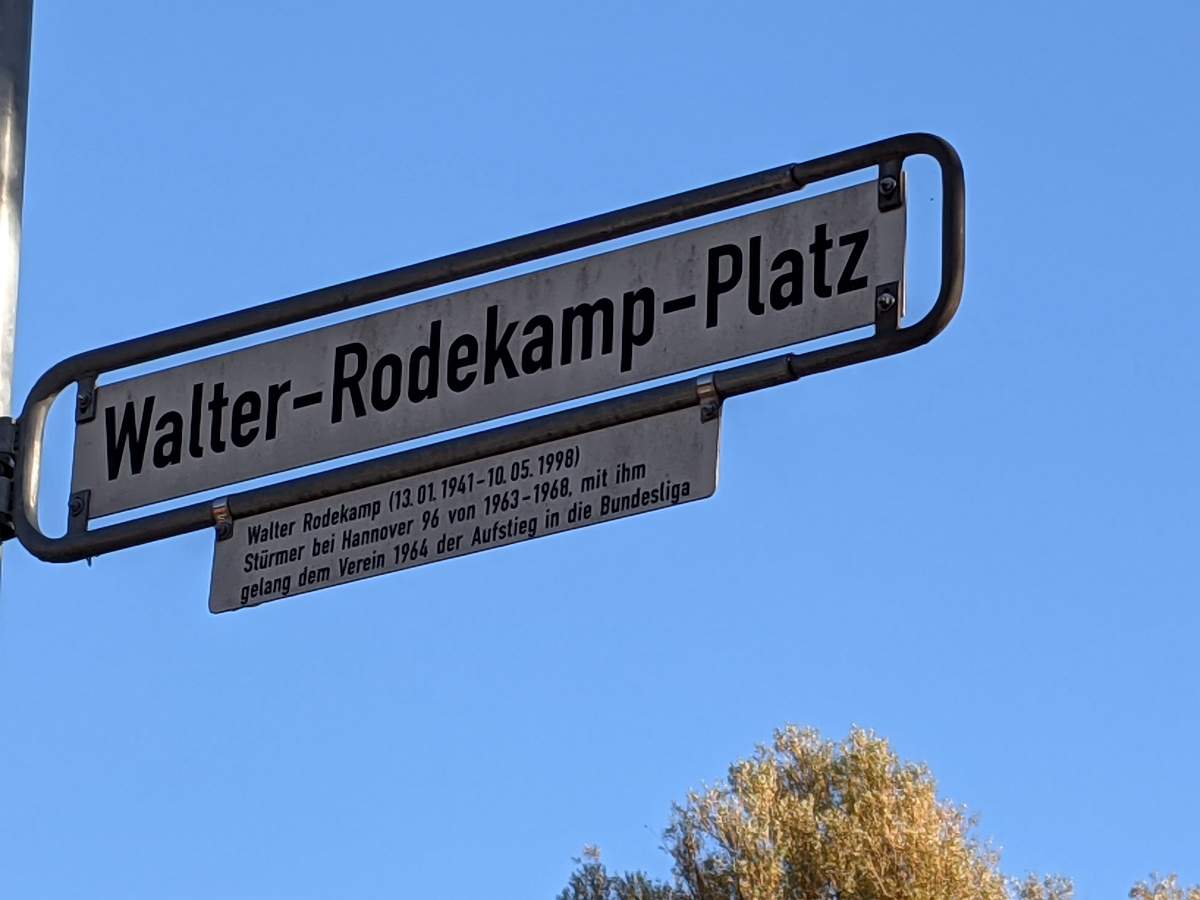 Walter-Rodekamp-Platz
Walter Rodekamp (13.01.1941-10.05.1998)
Stürmer bei Hannover 96 von 1963-1968, mit ihm
gelang dem Verein 1964 der Aufstieg in die Bundesliga